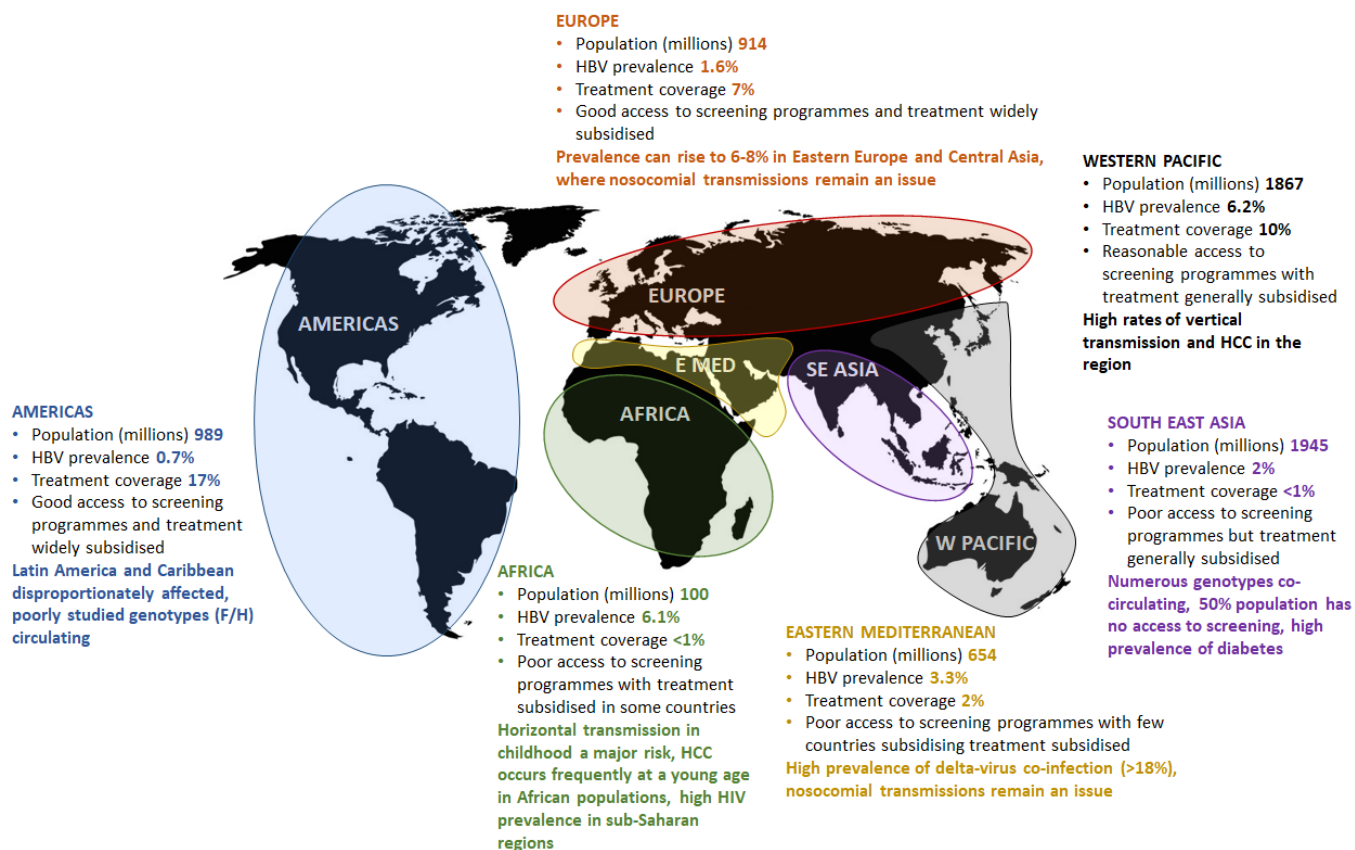 EUROPE
• Population (millions) 914
• HBV prevalence 1.6%
• Treatment coverage 7%
• Good access to screening programmes and treatment widely
subsidised
Prevalence can rise to 6-8% in Eastern Europe and Central Asia,
where nosocomial transmissions remain an issue
WESTERN PACIFIC
• Population (millions) 1867
• HBV prevalence 6.2%
• Treatment coverage 10%
• Reasonable access to
screening programmes with
treatment generally subsidised
High rates of vertical
transmission and HCC in the
region
EUROPE
AMERICAS
E MED
SE ASIA
AFRICA
W PACIFIC
AMERICAS
• Population (millions) 989
• HBV prevalence 0.7%
• Treatment coverage 17%
• Good access to screening
programmes and treatment
widely subsidised
Latin America and Caribbean
disproportionately affected,
poorly studied genotypes (F/H)
circulating
SOUTH EAST ASIA
• Population (millions) 1945
• HBV prevalence 2%
• Treatment coverage <1%
• Poor access to screening
programmes but treatment
generally subsidised
Numerous genotypes co-
circulating, 50% population has
no access to screening, high
prevalence of diabetes
AFRICA
• Population (millions) 100
• HBV prevalence 6.1%
• Treatment coverage <1%
• Poor access to screening
programmes with treatment
subsidised in some countries
Horizontal transmission in
childhood a major risk, HCC
occurs frequently at a young age
in African populations, high HIV
prevalence in sub-Saharan
regions
EASTERN MEDITERRANEAN
• Population (millions) 654
• HBV prevalence 3.3%
• Treatment coverage 2%
• Poor access to screening programmes with few
countries subsidising treatment subsidised
High prevalence of delta-virus co-infection (>18%),
nosocomial transmissions remain an issue